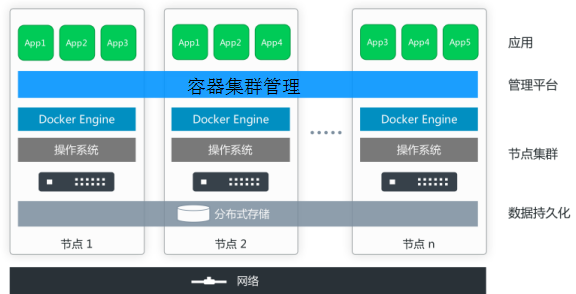 App1 App2 App3 App1 App2 App4 App3 App4 App5 应用
容器集群管理 管理平台
Docker Engine Docker Engine Docker Engine
操作系统 操作系统 操作系统 节点集群
分布式存储 数据持久化
节点 1 节点 2 节点 n
网络